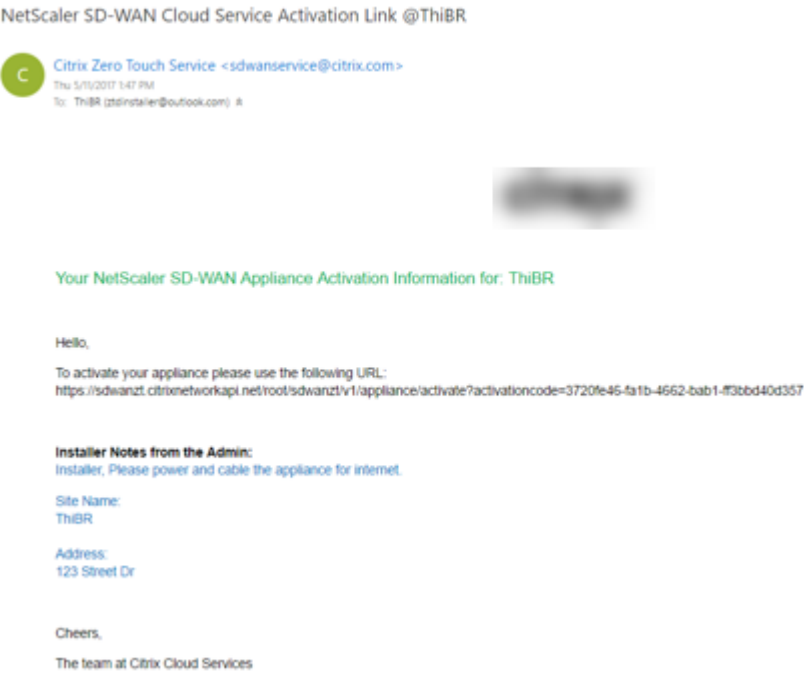 NetScaler SD-WAN Cloud Service Activation Link @ThiBR
C
Citrix Zero Touch Service <sdwanservice@citrix.com>
Thu 5/11/2017 1:47 PM
To: ThiBR (ztdinstaller@outlook.com)
Your NetScaler SD-WAN Appliance Activation Information for: ThiBR
Hello,
To activate your appliance please use the following URL:
https://sdwanzt.citrixnetworkapi.net/root/sdwanzt/v1/appliance/activate?activationcode=3720fe46-fa1b-4662-bab1-ff3bbd40d357
Installer Notes from the Admin:
Installer, Please power and cable the appliance for internet.
Site Name:
ThiBR
Address:
123 Street Dr
Cheers,
The team at Citrix Cloud Services